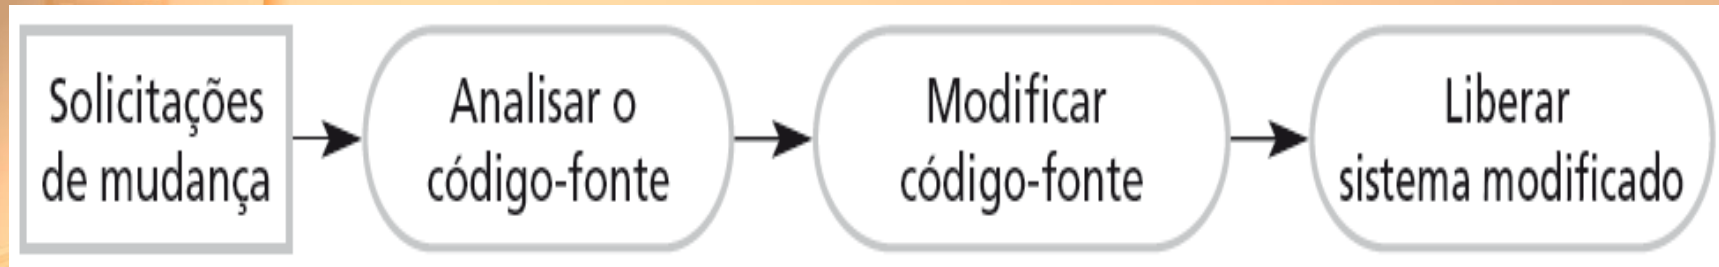 Solicitações
de mudança
Analisar o
código-fonte
Modificar
código-fonte
Liberar
sistema modificado